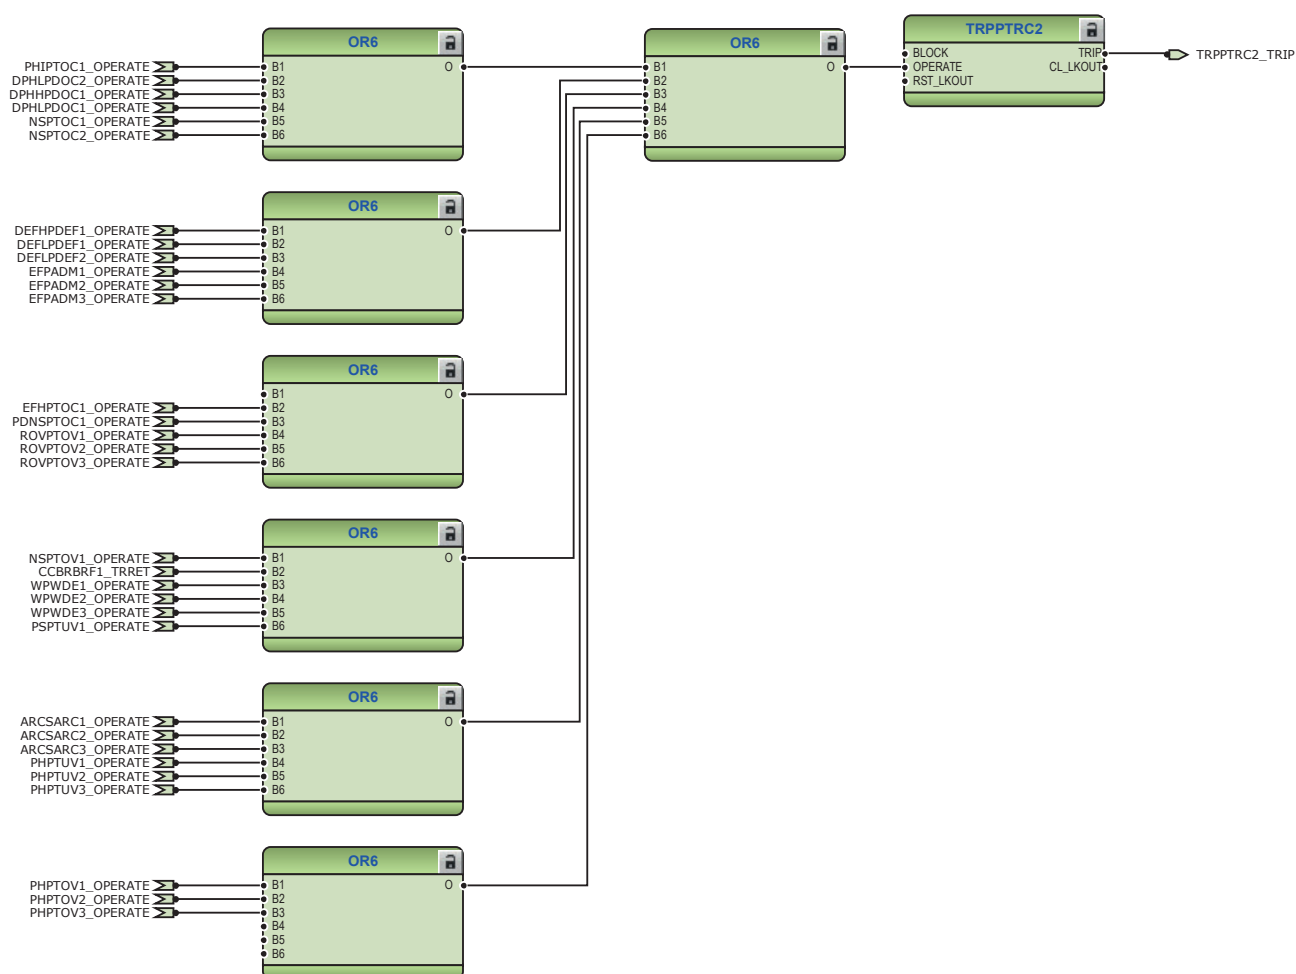 OR6
PHIPTOC1_OPERATE B1 O
DPHLPDOC2_OPERATE B2
DPHHPDOC1_OPERATE B3
DPHLPDOC1_OPERATE B4
NSPTOC1_OPERATE B5
NSPTOC2_OPERATE B6
OR6
B1 O
B2
B3
B4
B5
B6
TRPPTRC2
BLOCK TRIP TRPPTRC2_TRIP
OPERATE CL_LKOUT
RST_LKOUT
OR6
DEFHPDEF1_OPERATE B1 O
DEFLPDEF1_OPERATE B2
DEFLPDEF2_OPERATE B3
EFPADM1_OPERATE B4
EFPADM2_OPERATE B5
EFPADM3_OPERATE B6
OR6
B1 O
EFHPTOC1_OPERATE B2
PDNSPTOC1_OPERATE B3
ROVPTOV1_OPERATE B4
ROVPTOV2_OPERATE B5
ROVPTOV3_OPERATE B6
OR6
NSPTOV1_OPERATE B1 O
CCBRBRF1_TRRET B2
WPWDE1_OPERATE B3
WPWDE2_OPERATE B4
WPWDE3_OPERATE B5
PSPTUV1_OPERATE B6
OR6
ARCSARC1_OPERATE B1 O
ARCSARC2_OPERATE B2
ARCSARC3_OPERATE B3
PHPTUV1_OPERATE B4
PHPTUV2_OPERATE B5
PHPTUV3_OPERATE B6
OR6
PHPTOV1_OPERATE B1 O
PHPTOV2_OPERATE B2
PHPTOV3_OPERATE B3
B4
B5
B6